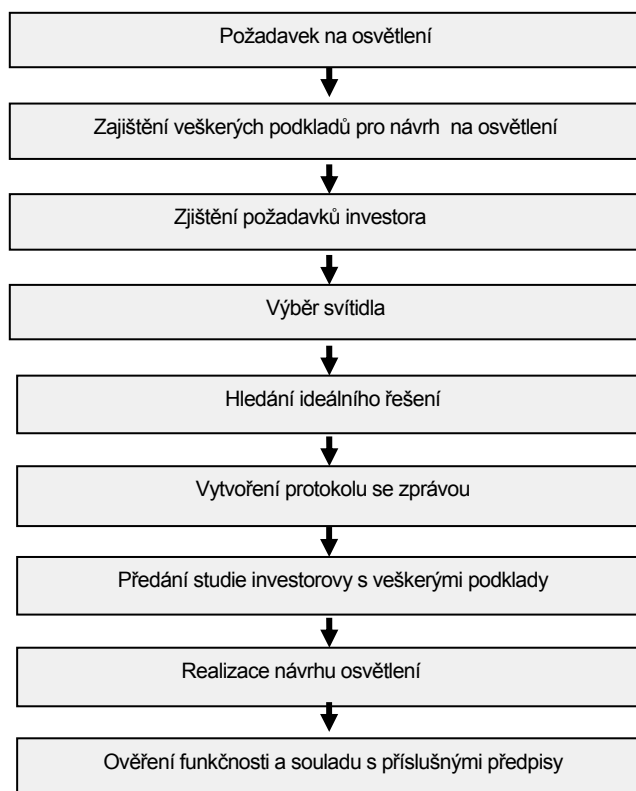 Požadavek na osvětlení
Zajištění veškerých podkladů pro návrh na osvětlení
Zjištění požadavků investora
Výběr svítidla
Hledání ideálního řešení
Vytvoření protokolu se zprávou
Předání studie investorovy s veškerými podklady
Realizace návrhu osvětlení
Ověření funkčnosti a souladu s příslušnými předpisy